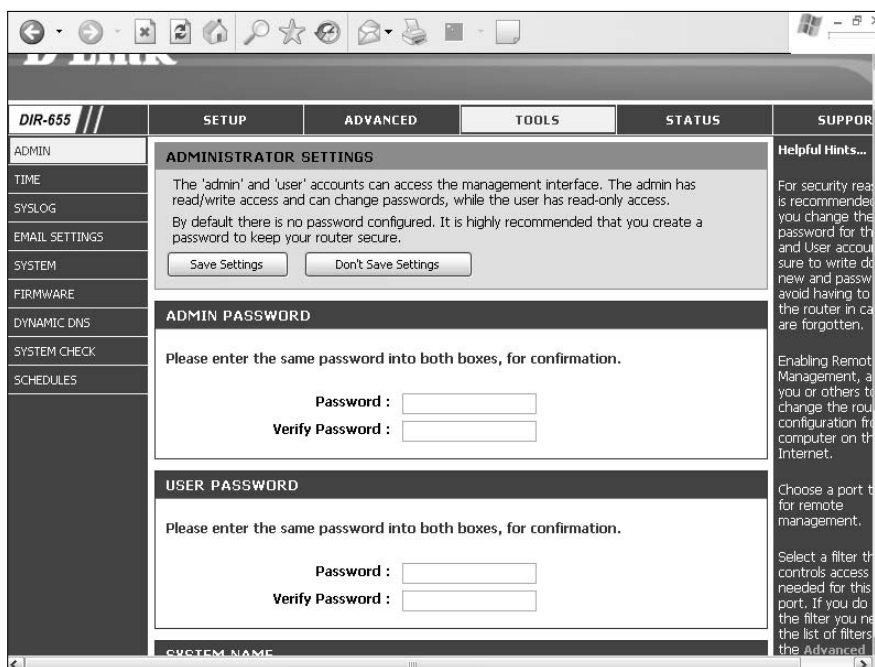 D-Link
DIR-655
SETUP
ADVANCED
TOOLS
STATUS
SUPPOR
ADMIN
TIME
SYSLOG
EMAIL SETTINGS
SYSTEM
FIRMWARE
DYNAMIC DNS
SYSTEM CHECK
SCHEDULES
ADMINISTRATOR SETTINGS
The 'admin' and 'user' accounts can access the management interface. The admin has
read/write access and can change passwords, while the user has read-only access.
By default there is no password configured. It is highly recommended that you create a
password to keep your router secure.
Save Settings
Don't Save Settings
ADMIN PASSWORD
Please enter the same password into both boxes, for confirmation.
Password :
Verify Password :
USER PASSWORD
Please enter the same password into both boxes, for confirmation.
Password :
Verify Password :
SYSTEM NAME
Helpful Hints...
For security rea
is recommended
you change the
password for th
and User accou
sure to write do
new and passw
avoid having to
the router in ca
are forgotten.
Enabling Remot
Management, a
you or others to
change the rou
configuration fro
computer on th
Internet.
Choose a port t
for remote
management.
Select a filter th
controls access
needed for this
port. If you do
the filter you ne
the list of filters
the Advanced